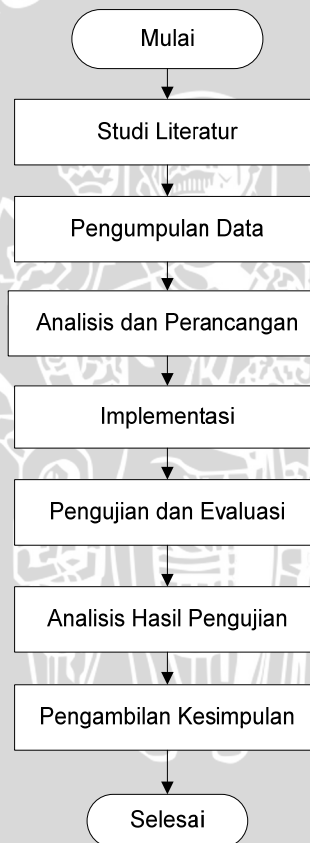 Mulai
Studi Literatur
Pengumpulan Data
Analisis dan Perancangan
Implementasi
Pengujian dan Evaluasi
Analisis Hasil Pengujian
Pengambilan Kesimpulan
Selesai